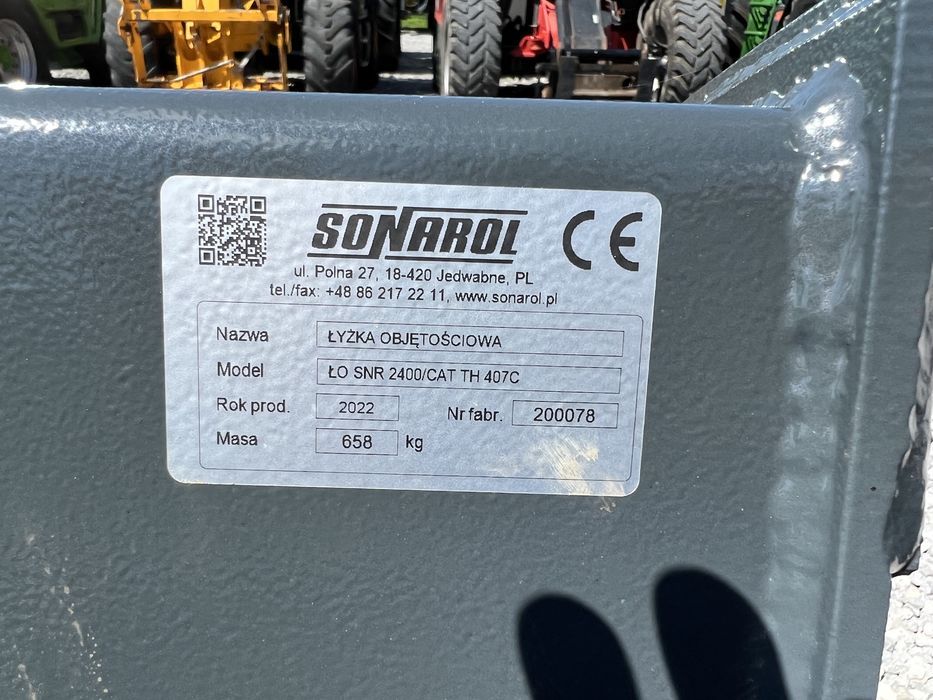 SONAROL CE
ul. Polna 27, 18-420 Jedwabne, PL
tel./fax: +48 86 217 22 11, www.sonarol.pl
Nazwa ŁYŻKA OBJĘTOŚCIOWA
Model ŁO SNR 2400/CAT TH 407C
Rok prod. 2022 Nr fabr. 200078
Masa 658 kg